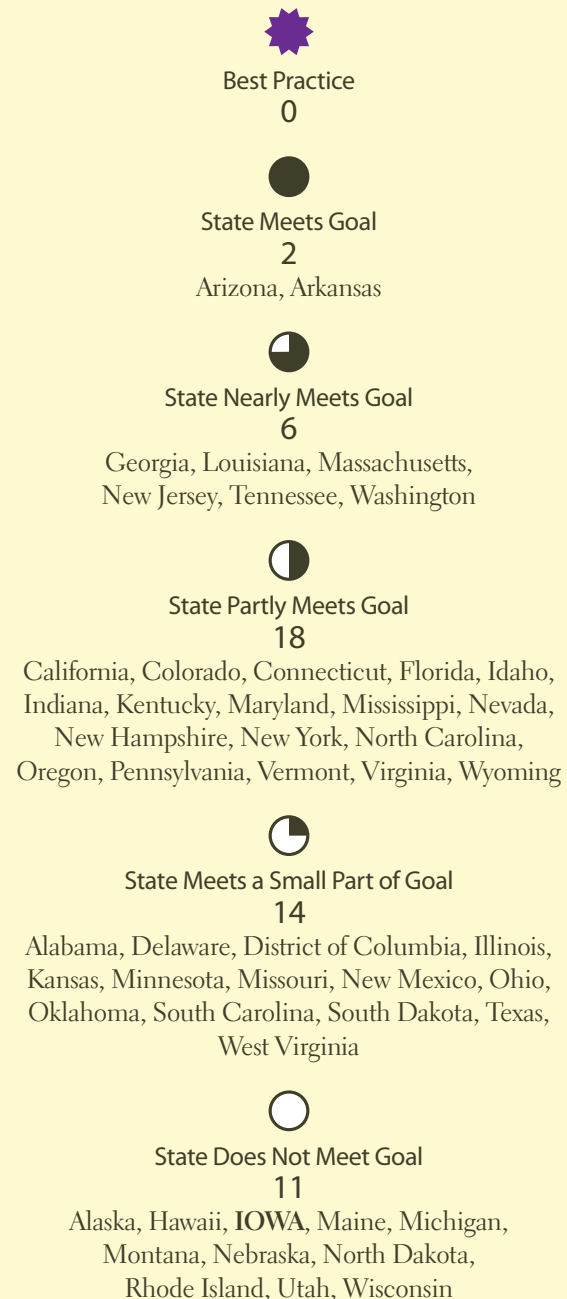 Best Practice
0
State Meets Goal
2
Arizona, Arkansas
State Nearly Meets Goal
6
Georgia, Louisiana, Massachusetts,
New Jersey, Tennessee, Washington
State Partly Meets Goal
18
California, Colorado, Connecticut, Florida, Idaho,
Indiana, Kentucky, Maryland, Mississippi, Nevada,
New Hampshire, New York, North Carolina,
Oregon, Pennsylvania, Vermont, Virginia, Wyoming
State Meets a Small Part of Goal
14
Alabama, Delaware, District of Columbia, Illinois,
Kansas, Minnesota, Missouri, New Mexico, Ohio,
Oklahoma, South Carolina, South Dakota, Texas,
West Virginia
State Does Not Meet Goal
11
Alaska, Hawaii, IOWA, Maine, Michigan,
Montana, Nebraska, North Dakota,
Rhode Island, Utah, Wisconsin